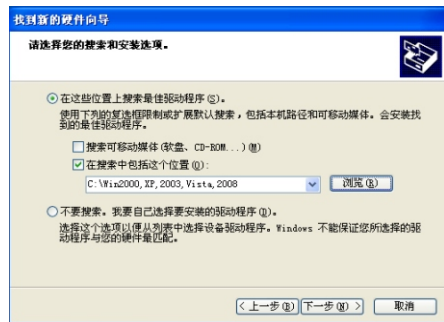 找到新的硬件向导
请选择您的搜索和安装选项。
在这些位置上搜索最佳驱动程序(S)。
使用下列的复选框限制或扩展默认搜索，包括本机路径和可移动媒体。会安装找
到的最佳驱动程序。
搜索可移动媒体(软盘、CD-ROM...)(M)
在搜索中包括这个位置(O):
C:\Win2000,XP,2003,Vista,2008
浏览(R)
不要搜索。我要自己选择要安装的驱动程序(D)。
选择这个选项以便从列表中选择设备驱动程序。Windows 不能保证您所选择的驱
动程序与您的硬件最匹配。
< 上一步(B) 下一步(N) > 取消